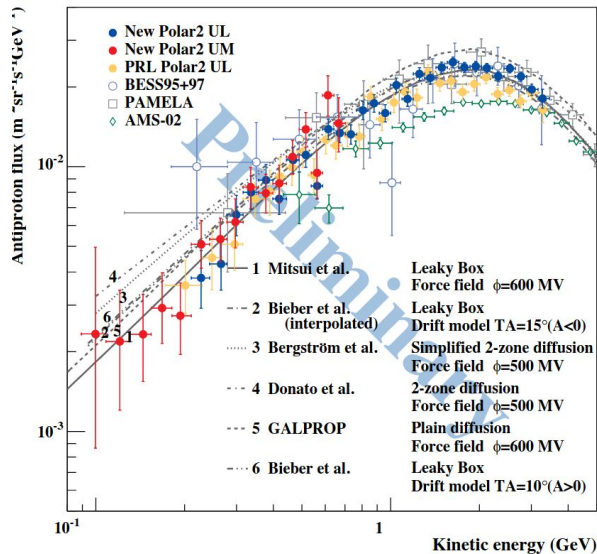 Antiproton flux (m⁻²sr⁻¹s⁻¹GeV⁻¹)
New Polar2 UL
New Polar2 UM
PRL Polar2 UL
BESS95+97
PAMELA
AMS-02
Preliminary
10⁻²
10⁻³
4
3
6
2 5 1
1 Mitsui et al. Leaky Box
Force field ϕ=600 MV
2 Bieber et al. Leaky Box
(interpolated) Drift model TA=15°(A<0)
3 Bergström et al. Simplified 2-zone diffusion
Force field ϕ=500 MV
4 Donato et al. 2-zone diffusion
Force field ϕ=500 MV
5 GALPROP Plain diffusion
Force field ϕ=600 MV
6 Bieber et al. Leaky Box
Drift model TA=10°(A>0)
10⁻¹ 1
Kinetic energy (GeV)